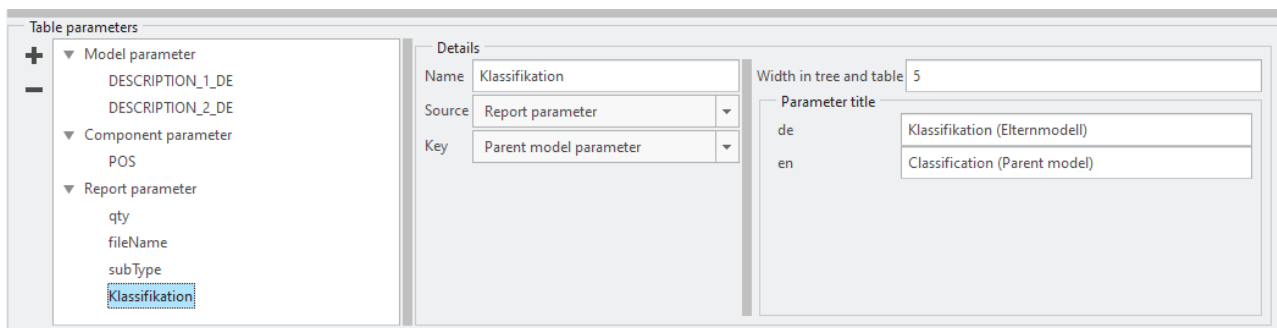 Table parameters
Model parameter
DESCRIPTION_1_DE
DESCRIPTION_2_DE
Component parameter
POS
Report parameter
qty
fileName
subType
Klassifikation
Details
Name Klassifikation
Source Report parameter
Key Parent model parameter
Width in tree and table 5
Parameter title
de Klassifikation (Elternmodell)
en Classification (Parent model)